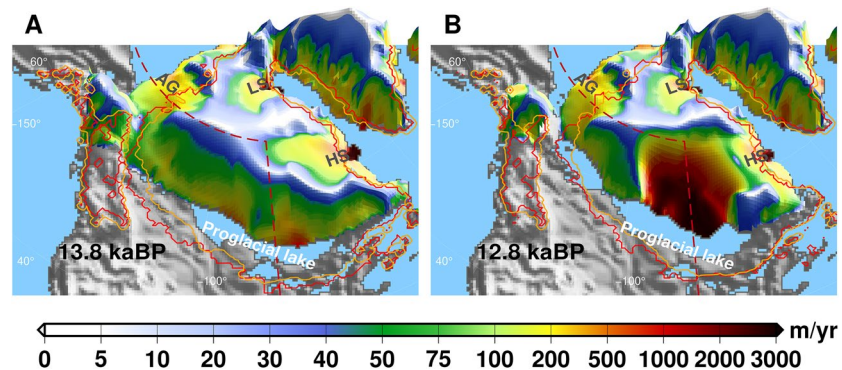 A
60°
AG
LS
-150°
HS
Proglacial lake
13.8 kaBP
40°
-100°
B
60°
AG
LS
-150°
HS
Proglacial lake
12.8 kaBP
40°
-100°
m/yr
0 5 10 20 30 40 50 75 100 200 500 1000 2000 3000